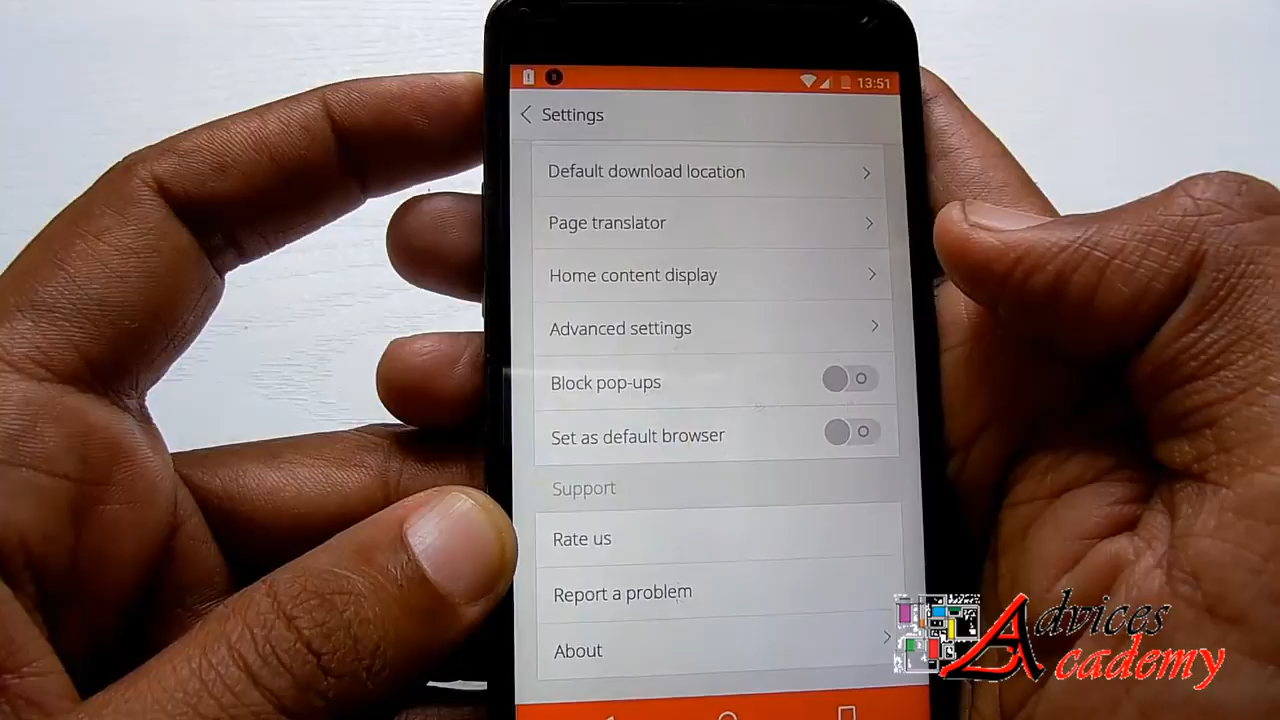 13:51
Settings
Default download location
Page translator
Home content display
Advanced settings
Block pop-ups
Set as default browser
Support
Rate us
Report a problem
About
Advices
Academy